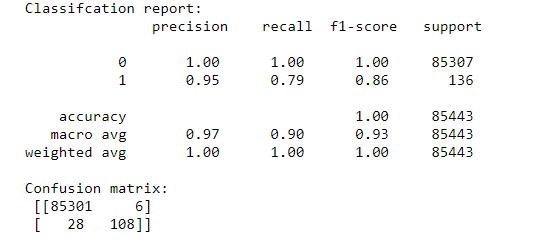 Classifcation report:
precision recall f1-score support
0 1.00 1.00 1.00 85307
1 0.95 0.79 0.86 136
accuracy 1.00 85443
macro avg 0.97 0.90 0.93 85443
weighted avg 1.00 1.00 1.00 85443
Confusion matrix:
[[85301 6]
[ 28 108]]